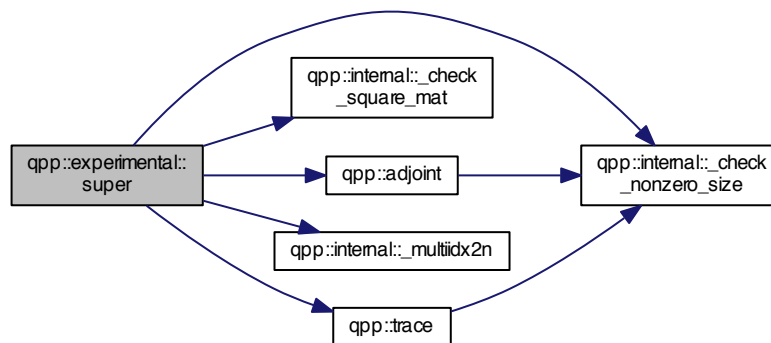 qpp::internal::_check
_square_mat
qpp::experimental::
super
qpp::adjoint
qpp::internal::_check
_nonzero_size
qpp::internal::_multiidx2n
qpp::trace